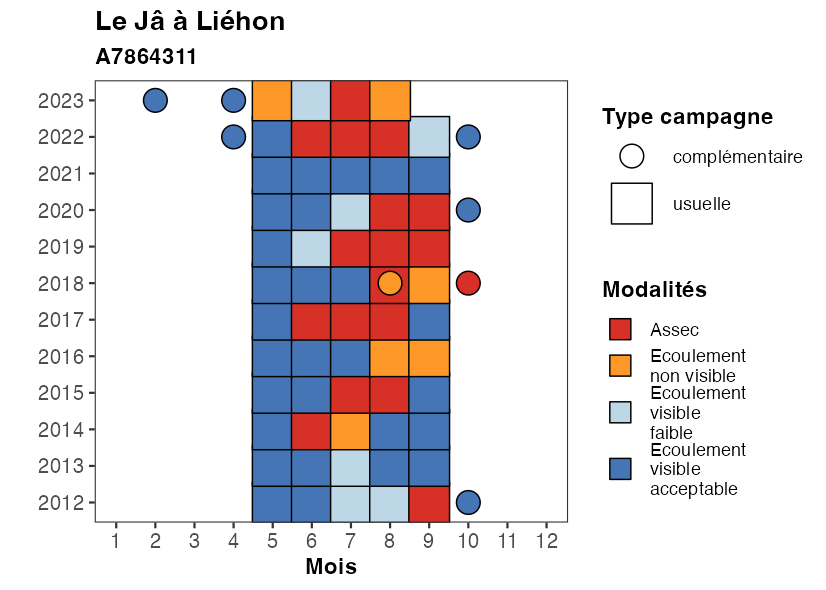 Le Jâ à Liéhon
A7864311
2023
2022
2021
2020
2019
2018
2017
2016
2015
2014
2013
2012
1 2 3 4 5 6 7 8 9 10 11 12
Mois
Type campagne
complémentaire
usuelle
Modalités
Assec
Ecoulement
non visible
Ecoulement
visible
faible
Ecoulement
visible
acceptable